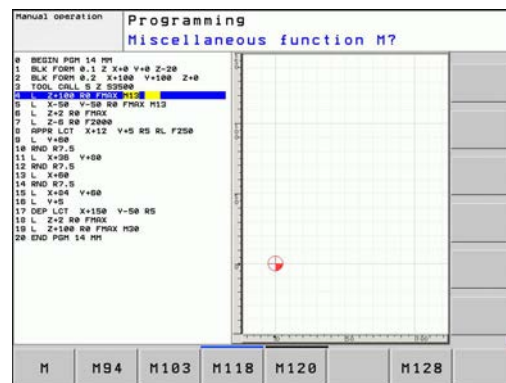 Manual operation
Programming
Miscellaneous function M?
0 BEGIN PGM 14 MM
1 BLK FORM 0.1 Z X+0 Y+0 Z-20
2 BLK FORM 0.2 X+100 Y+100 Z+0
3 TOOL CALL 5 Z S3500
4 L Z+100 R0 FMAX M13
5 L X-50 Y-50 R0 FMAX M13
6 L Z+2 R0 FMAX
7 L Z-6 R0 F2000
8 APPR LCT X+12 Y+5 R5 RL F250
9 L Y+60
10 RND R7.5
11 L X+36 Y+80
12 RND R7.5
13 L X+60
14 RND R7.5
15 L X+84 Y+60
16 L Y+5
17 DEP LCT X+150 Y-50 R5
18 L Z+2 R0 FMAX
19 L Z+100 R0 FMAX M30
20 END PGM 14 MM
M M94 M103 M118 M120 M128